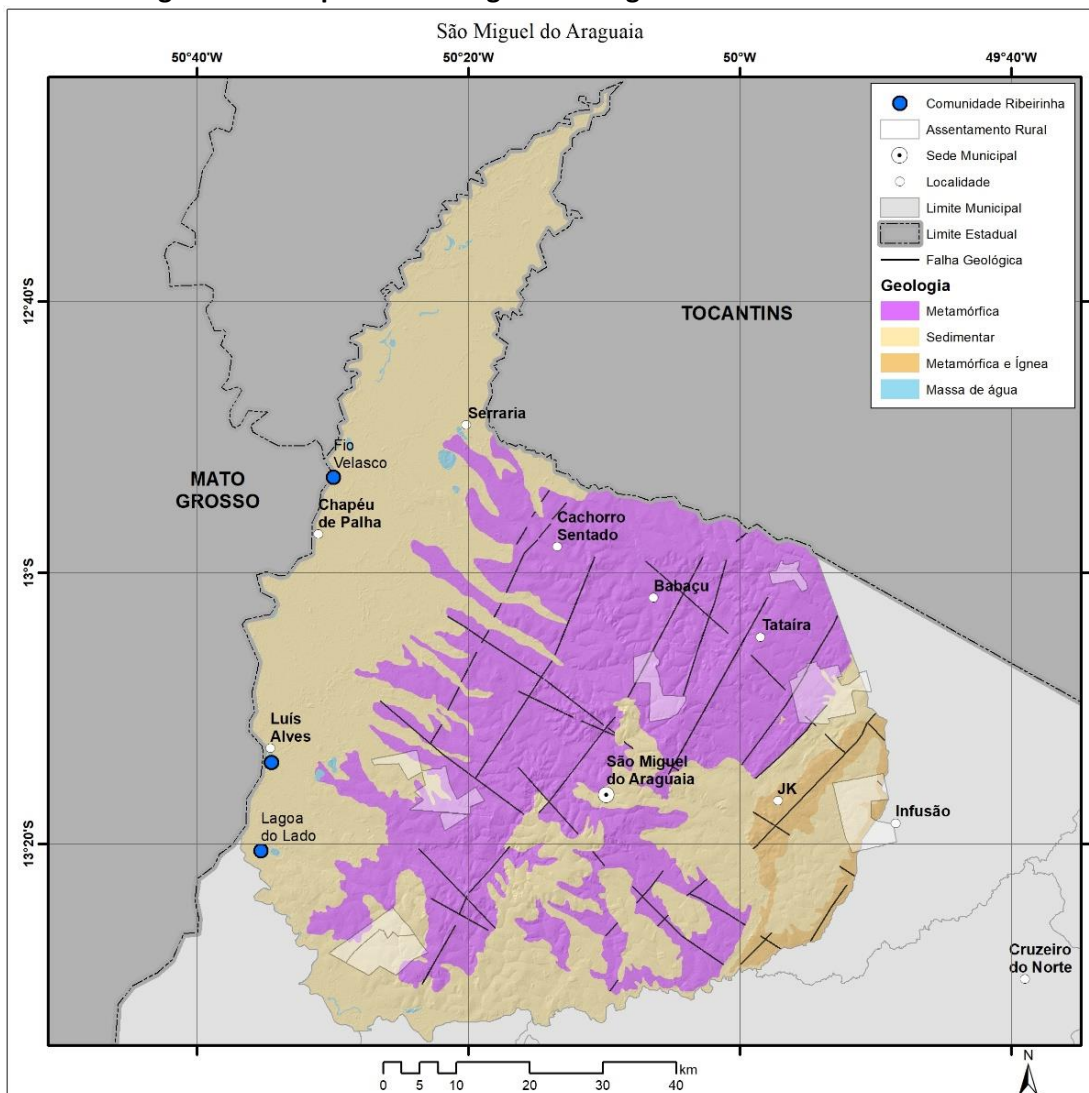 São Miguel do Araguaia
50°40'W
50°20'W
50°W
49°40'W
Comunidade Ribeirinha
Assentamento Rural
Sede Municipal
Localidade
Limite Municipal
Limite Estadual
Falha Geológica
Geologia
Metamórfica
Sedimentar
Metamórfica e Ígnea
Massa de água
12°40'S
TOCANTINS
Serraria
Fio
Velasco
MATO
GROSSO
Chapéu
de Palha
Cachorro
Sentado
13°S
Babaçu
Tataíra
Luís
Alves
São Miguel
do Araguaia
JK
Infusão
Lagoa
do Lado
13°20'S
Cruzeiro
do Norte
km
0 5 10 20 30 40
N